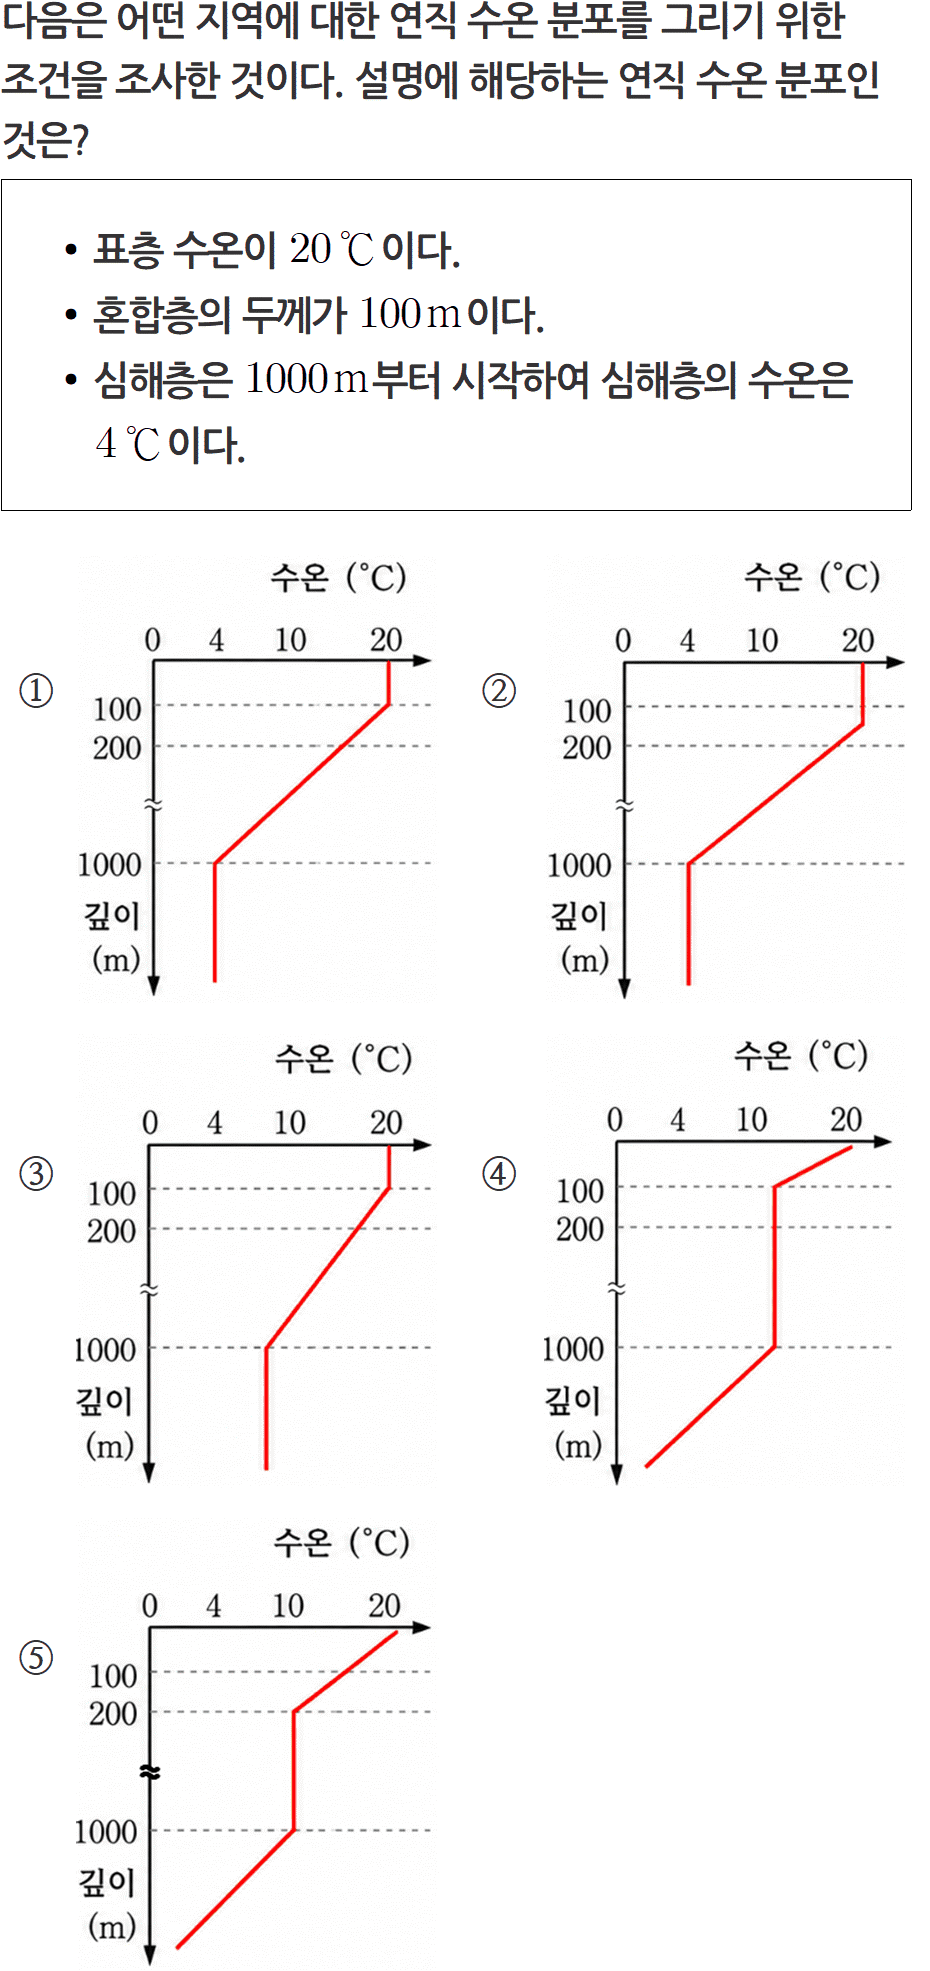 다음은 어떤 지역에 대한 연직 수온 분포를 그리기 위한
조건을 조사한 것이다. 설명에 해당하는 연직 수온 분포인
것은?
• 표층 수온이 20℃이다.
• 혼합층의 두께가 100m이다.
• 심해층은 1000m부터 시작하여 심해층의 수온은
4℃이다.
①
수온 (°C)
0 4 10 20
100
200
1000
깊이
(m)
②
수온 (°C)
0 4 10 20
100
200
1000
깊이
(m)
③
수온 (°C)
0 4 10 20
100
200
1000
깊이
(m)
④
수온 (°C)
0 4 10 20
100
200
1000
깊이
(m)
⑤
수온 (°C)
0 4 10 20
100
200
1000
깊이
(m)